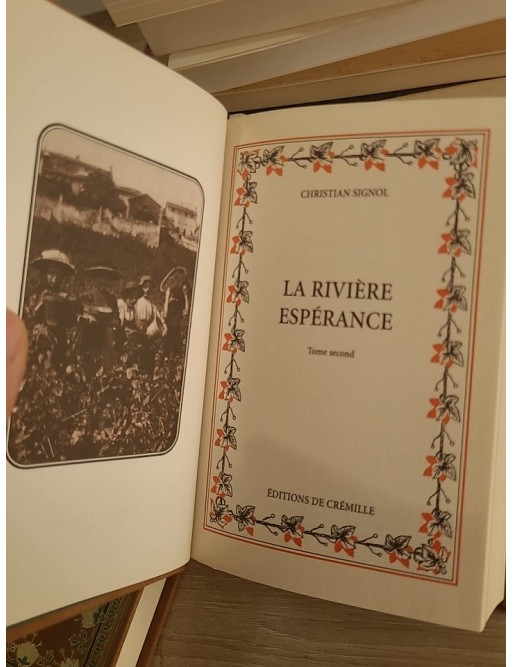 CHRISTIAN SIGNOL
LA RIVIÈRE
ESPÉRANCE
Tome second
ÉDITIONS DE CRÉMILLE